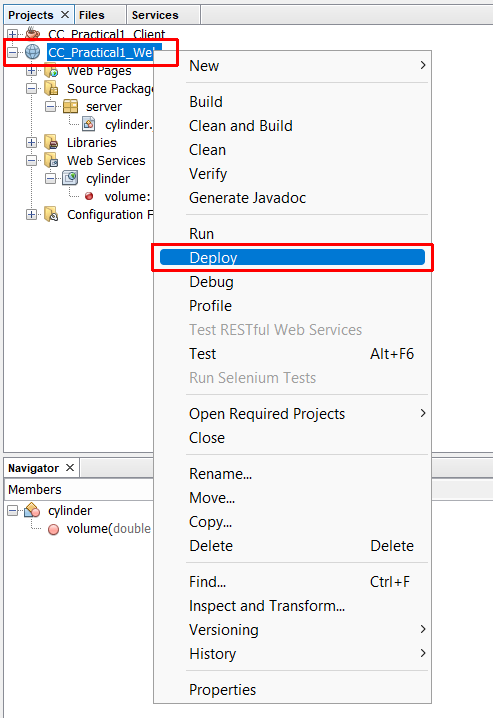 Projects Files Services
CC_Practical1_Client
CC_Practical1_We
Web Pages
Source Package
server
cylinder.
Libraries
Web Services
cylinder
volume:
Configuration F
New
Build
Clean and Build
Clean
Verify
Generate Javadoc
Run
Deploy
Debug
Profile
Test RESTful Web Services
Test Alt+F6
Run Selenium Tests
Open Required Projects
Close
Rename...
Move...
Copy...
Delete Delete
Find... Ctrl+F
Inspect and Transform...
Versioning
History
Properties
Navigator
Members
cylinder
volume(double